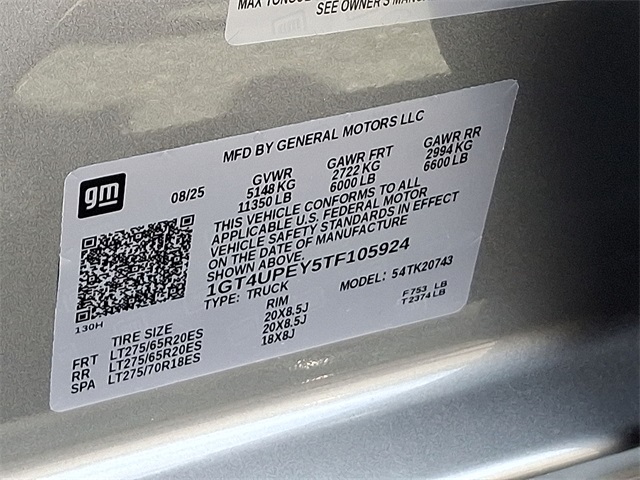 MAX TONGUE
SEE OWNER'S MANUAL
MFD BY GENERAL MOTORS LLC
gm
08/25
GVWR
5148 KG
11350 LB
GAWR FRT
2722 KG
6000 LB
GAWR RR
2994 KG
6600 LB
THIS VEHICLE CONFORMS TO ALL
APPLICABLE U.S. FEDERAL MOTOR
VEHICLE SAFETY STANDARDS IN EFFECT
ON THE DATE OF MANUFACTURE
SHOWN ABOVE.
1GT4UPEY5TF105924
TYPE: TRUCK
MODEL: 54TK20743
130H
F 753 LB
T 2374 LB
TIRE SIZE RIM
FRT LT275/65R20ES 20X8.5J
RR LT275/65R20ES 20X8.5J
SPA LT275/70R18ES 18X8J